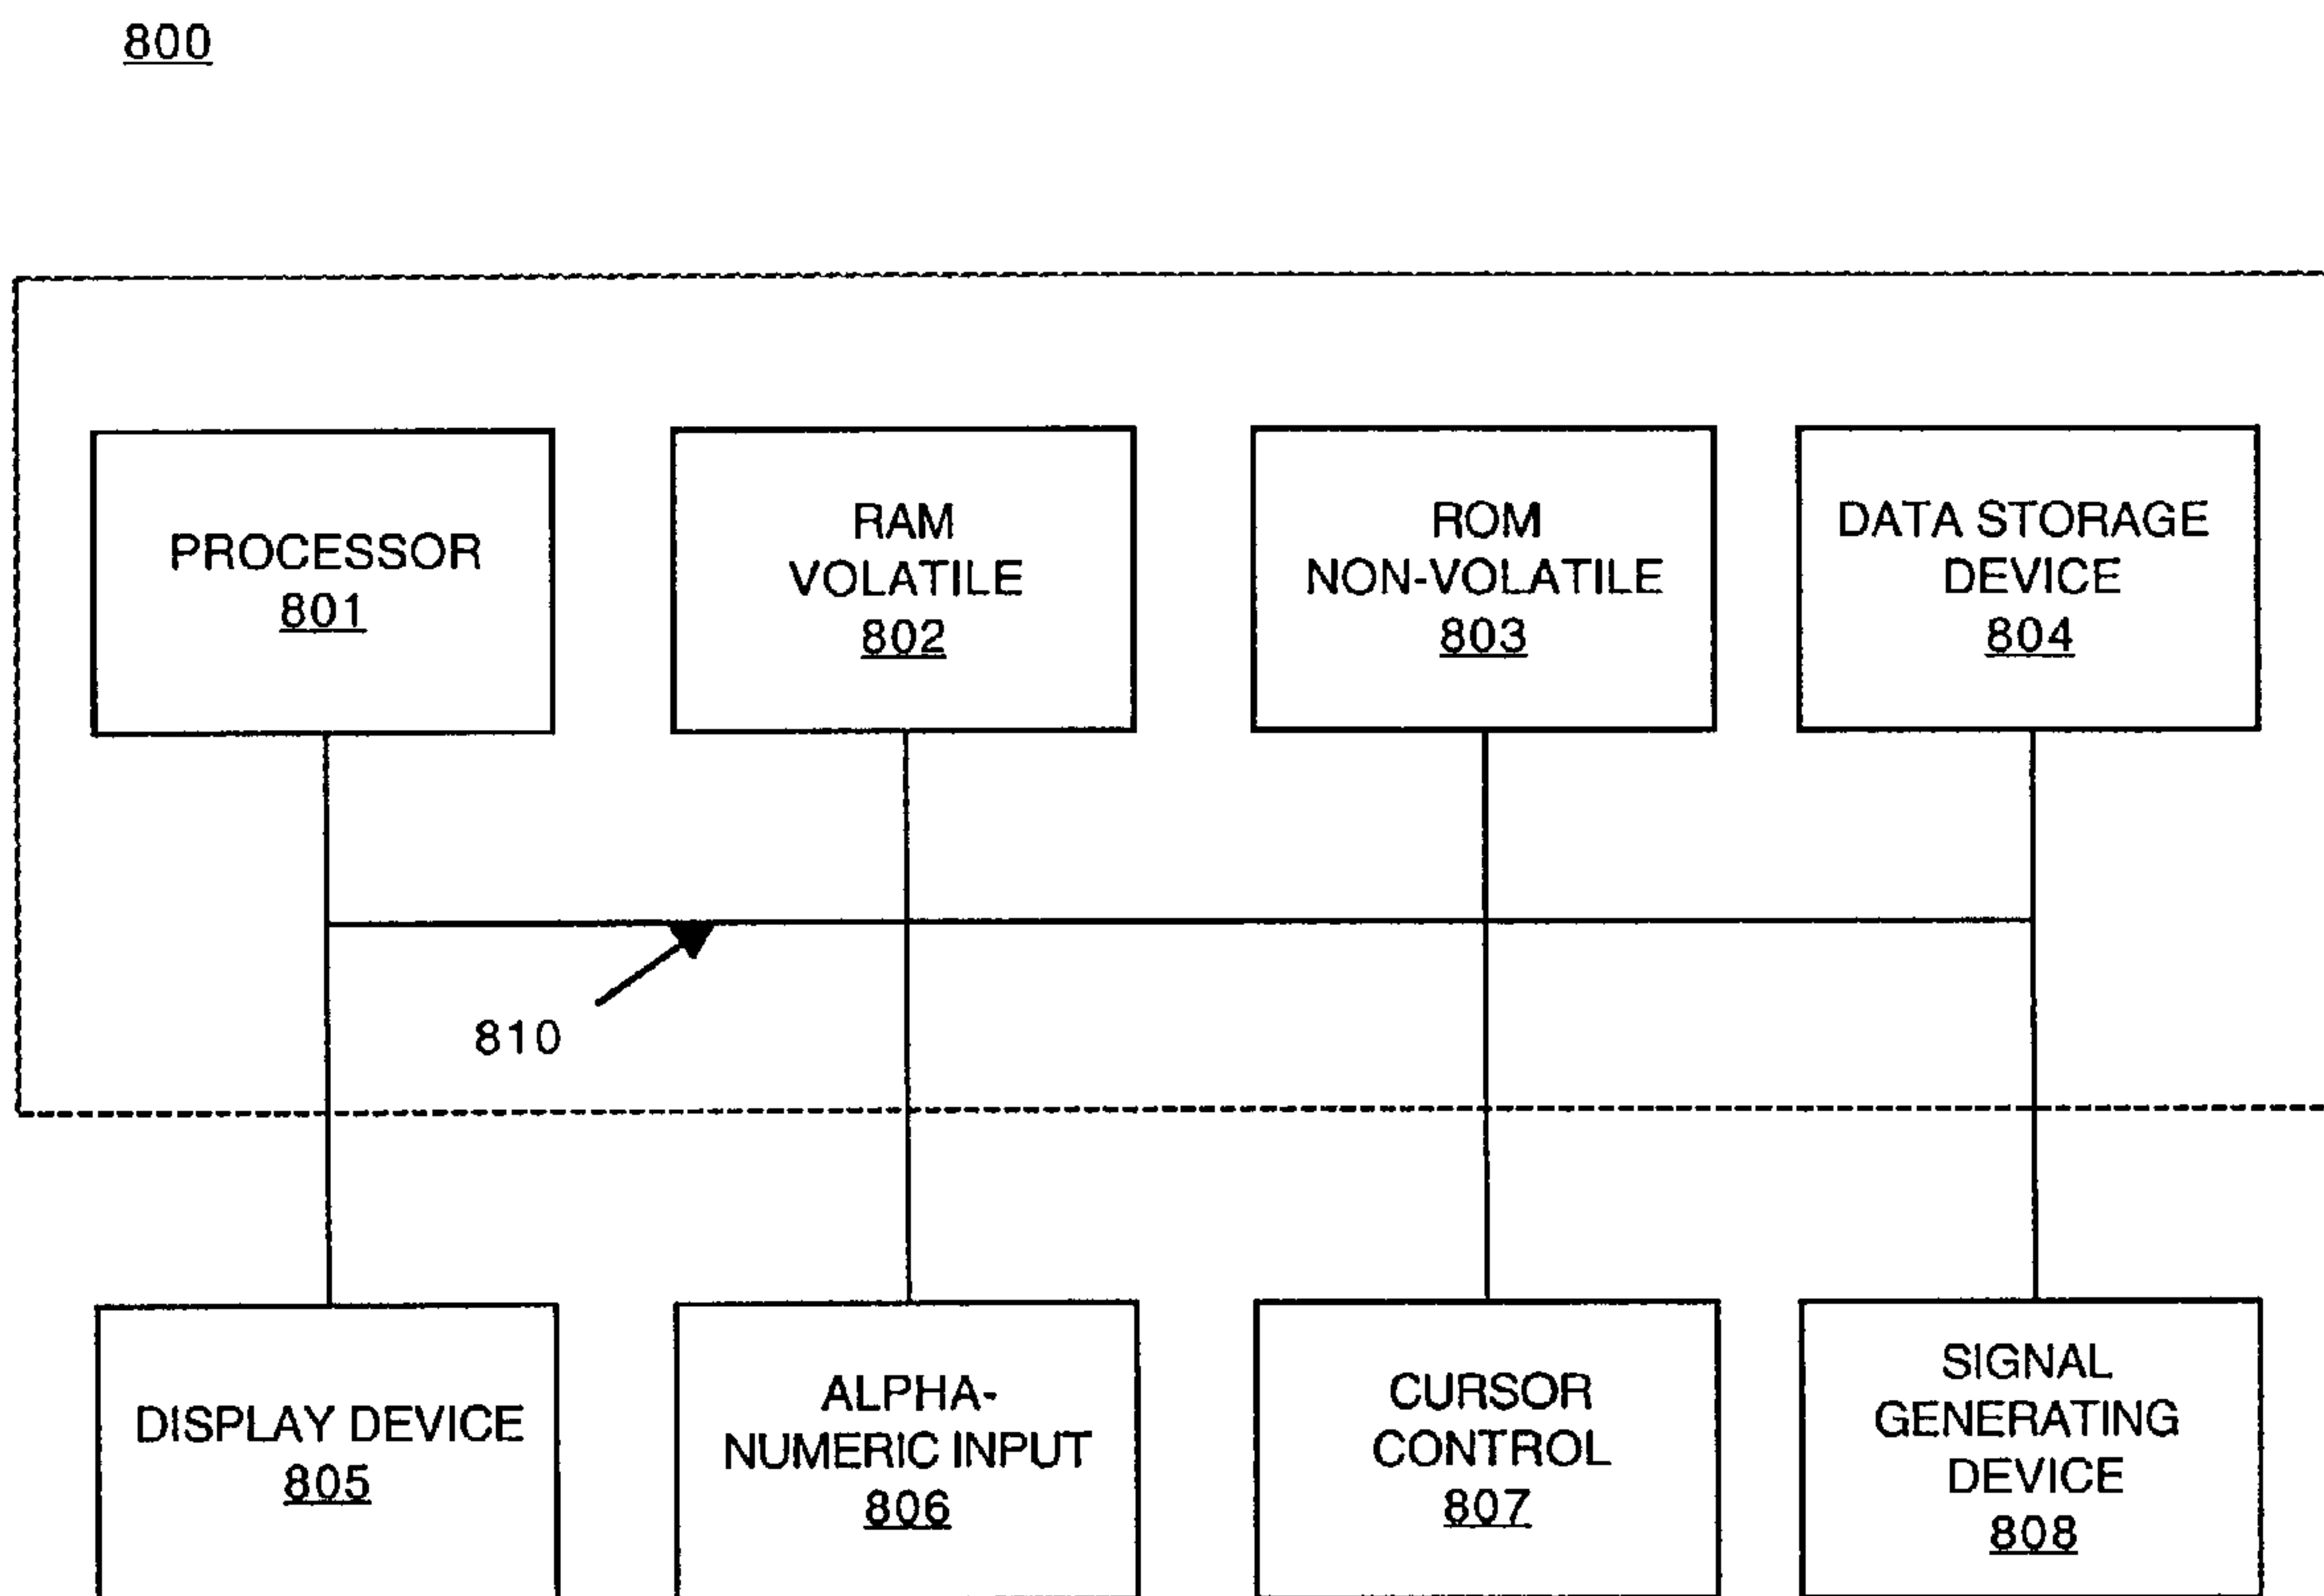 800
PROCESSOR
801
RAM
VOLATILE
802
ROM
NON-VOLATILE
803
DATA STORAGE
DEVICE
804
810
DISPLAY DEVICE
805
ALPHA-
NUMERIC INPUT
806
CURSOR
CONTROL
807
SIGNAL
GENERATING
DEVICE
808